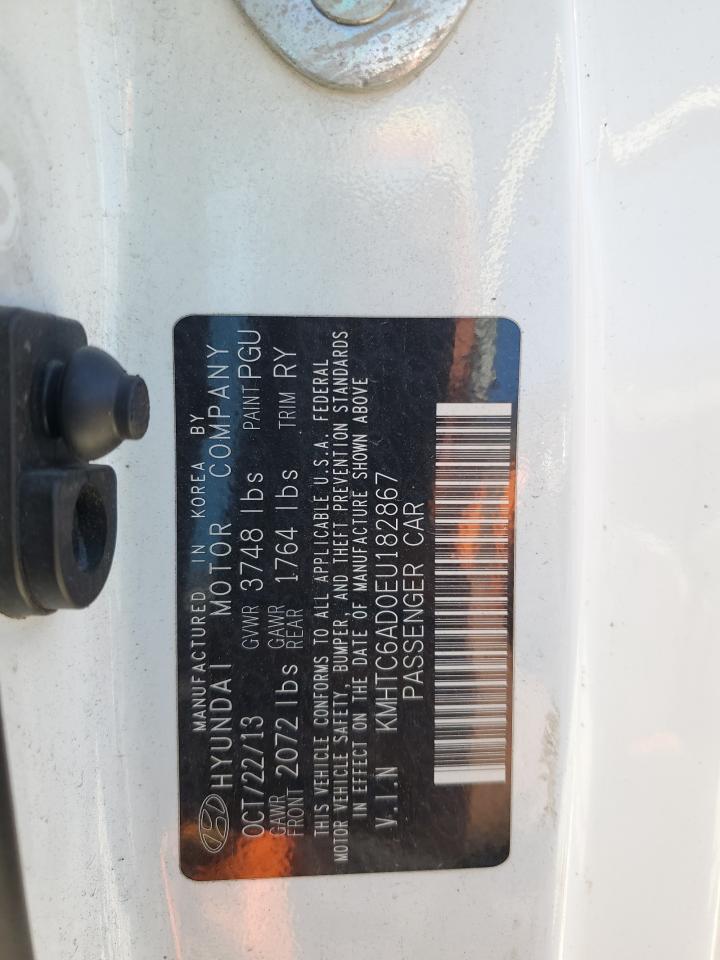 MANUFACTURED IN KOREA BY
HYUNDAI MOTOR COMPANY
OCT/22/13 GVWR 3748 lbs PAINT PGU
GAWR FRONT 2072 lbs GAWR REAR 1764 lbs TRIM RY
THIS VEHICLE CONFORMS TO ALL APPLICABLE U.S.A. FEDERAL
MOTOR VEHICLE SAFETY, BUMPER, AND THEFT PREVENTION STANDARDS
IN EFFECT ON THE DATE OF MANUFACTURE SHOWN ABOVE
V.I.N KMHTC6AD0EU182867
PASSENGER CAR